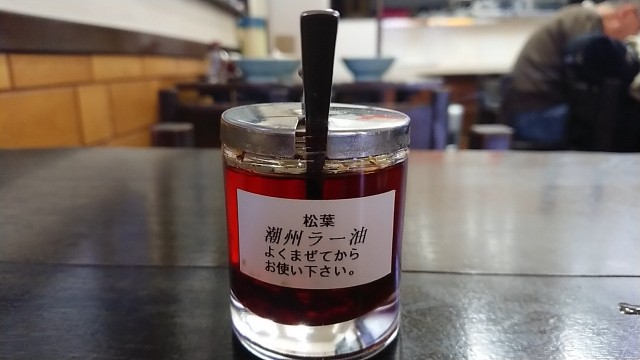 松葉
潮州ラー油
よくまぜてから
お使い下さい。